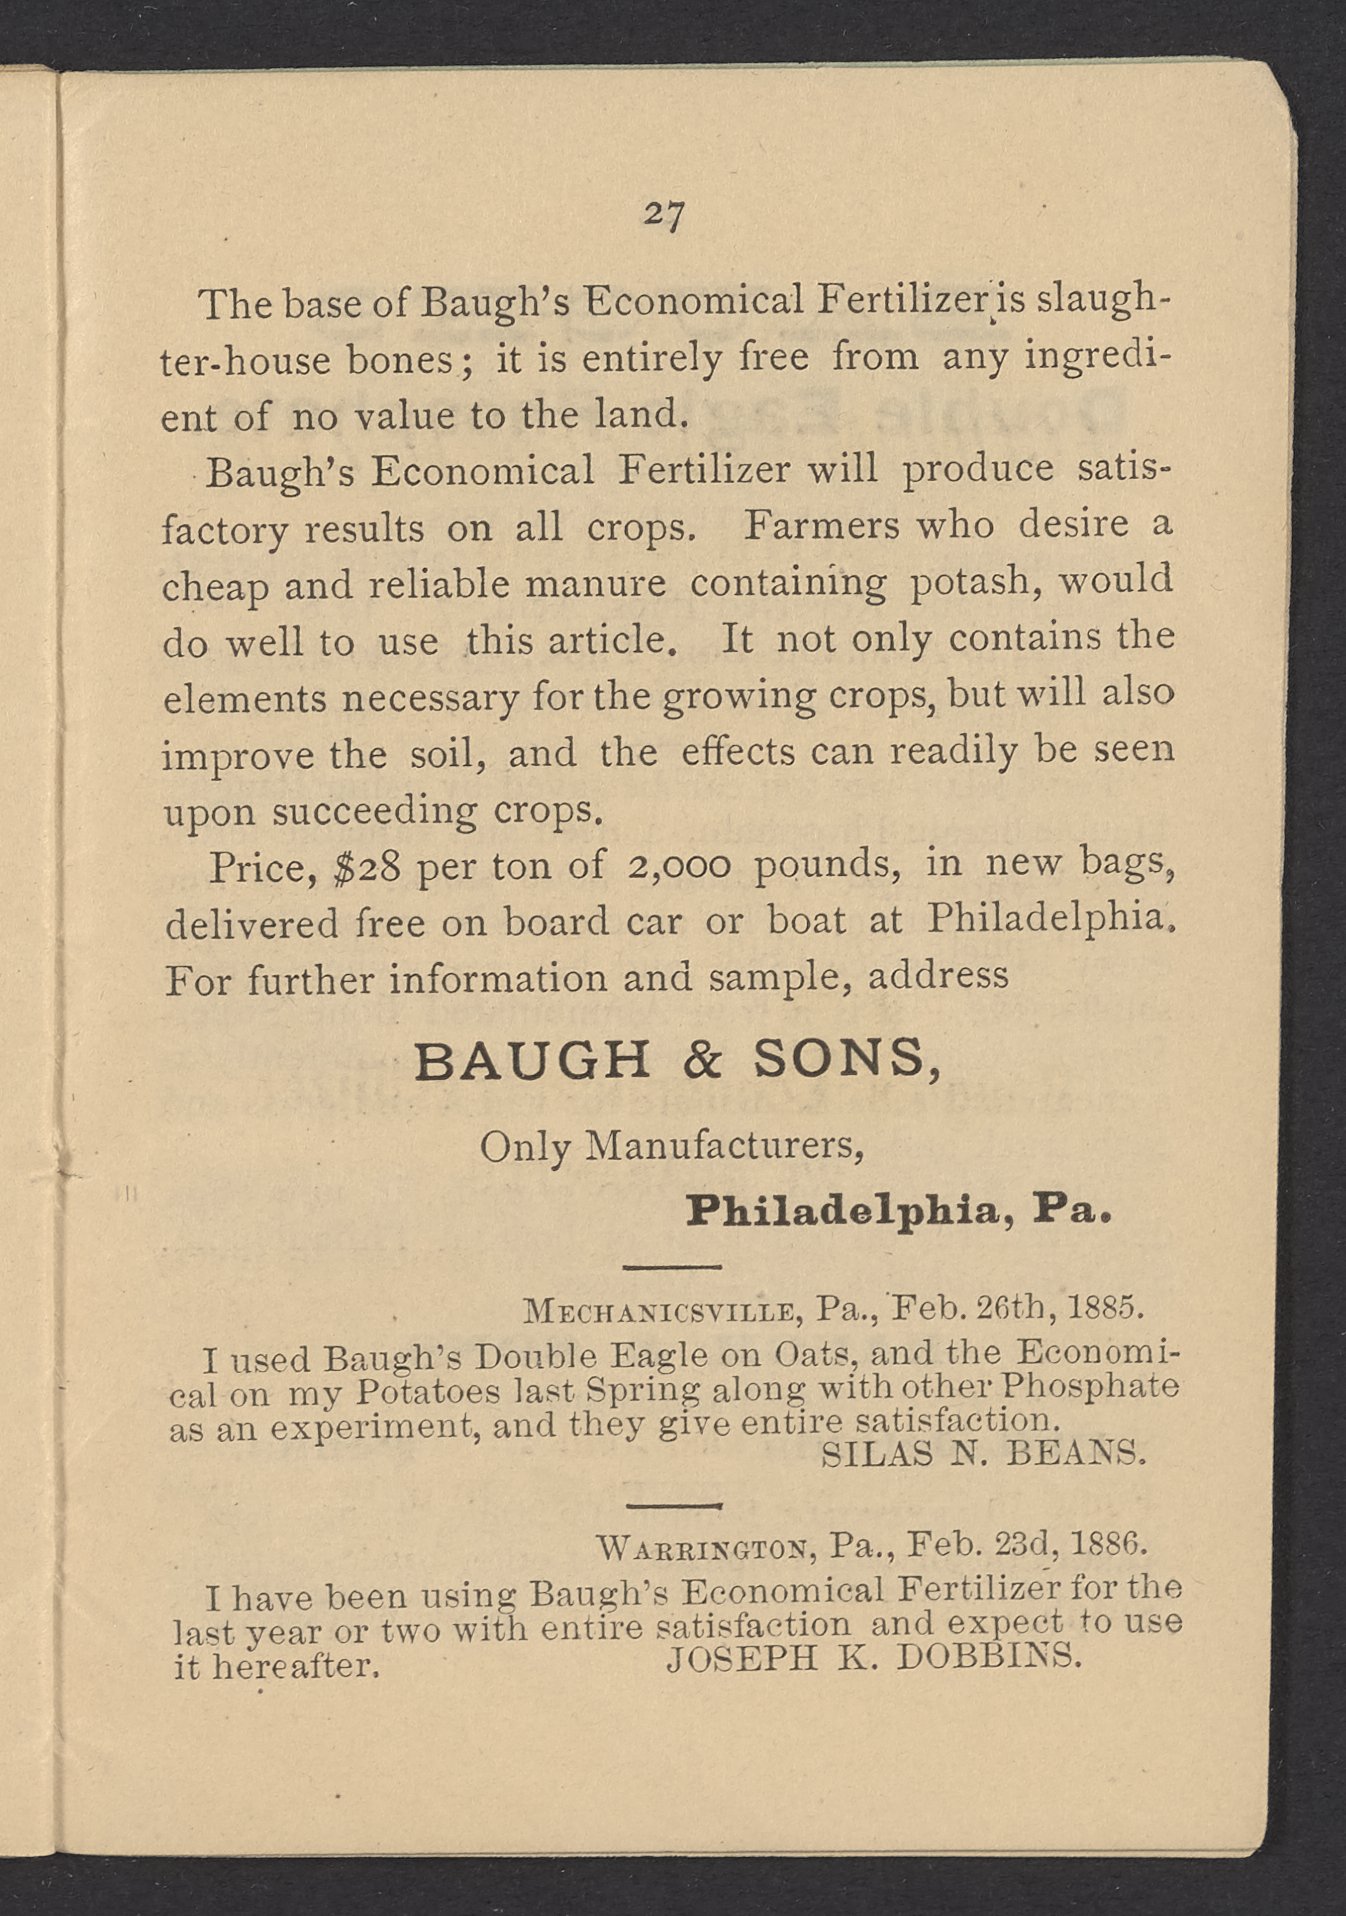 27
The base of Baugh's Economical Fertilizer is slaugh-
ter-house bones; it is entirely free from any ingredi-
ent of no value to the land.
Baugh's Economical Fertilizer will produce satis-
factory results on all crops. Farmers who desire a
cheap and reliable manure containing potash, would
do well to use this article. It not only contains the
elements necessary for the growing crops, but will also
improve the soil, and the effects can readily be seen
upon succeeding crops.
Price, $28 per ton of 2,000 pounds, in new bags,
delivered free on board car or boat at Philadelphia.
For further information and sample, address
BAUGH & SONS,
Only Manufacturers,
Philadelphia, Pa.
MECHANICSVILLE, Pa., Feb. 26th, 1885.
I used Baugh's Double Eagle on Oats, and the Economi-
cal on my Potatoes last Spring along with other Phosphate
as an experiment, and they give entire satisfaction.
SILAS N. BEANS.
WARRINGTON, Pa., Feb. 23d, 1886.
I have been using Baugh's Economical Fertilizer for the
last year or two with entire satisfaction and expect to use
it hereafter. JOSEPH K. DOBBINS.